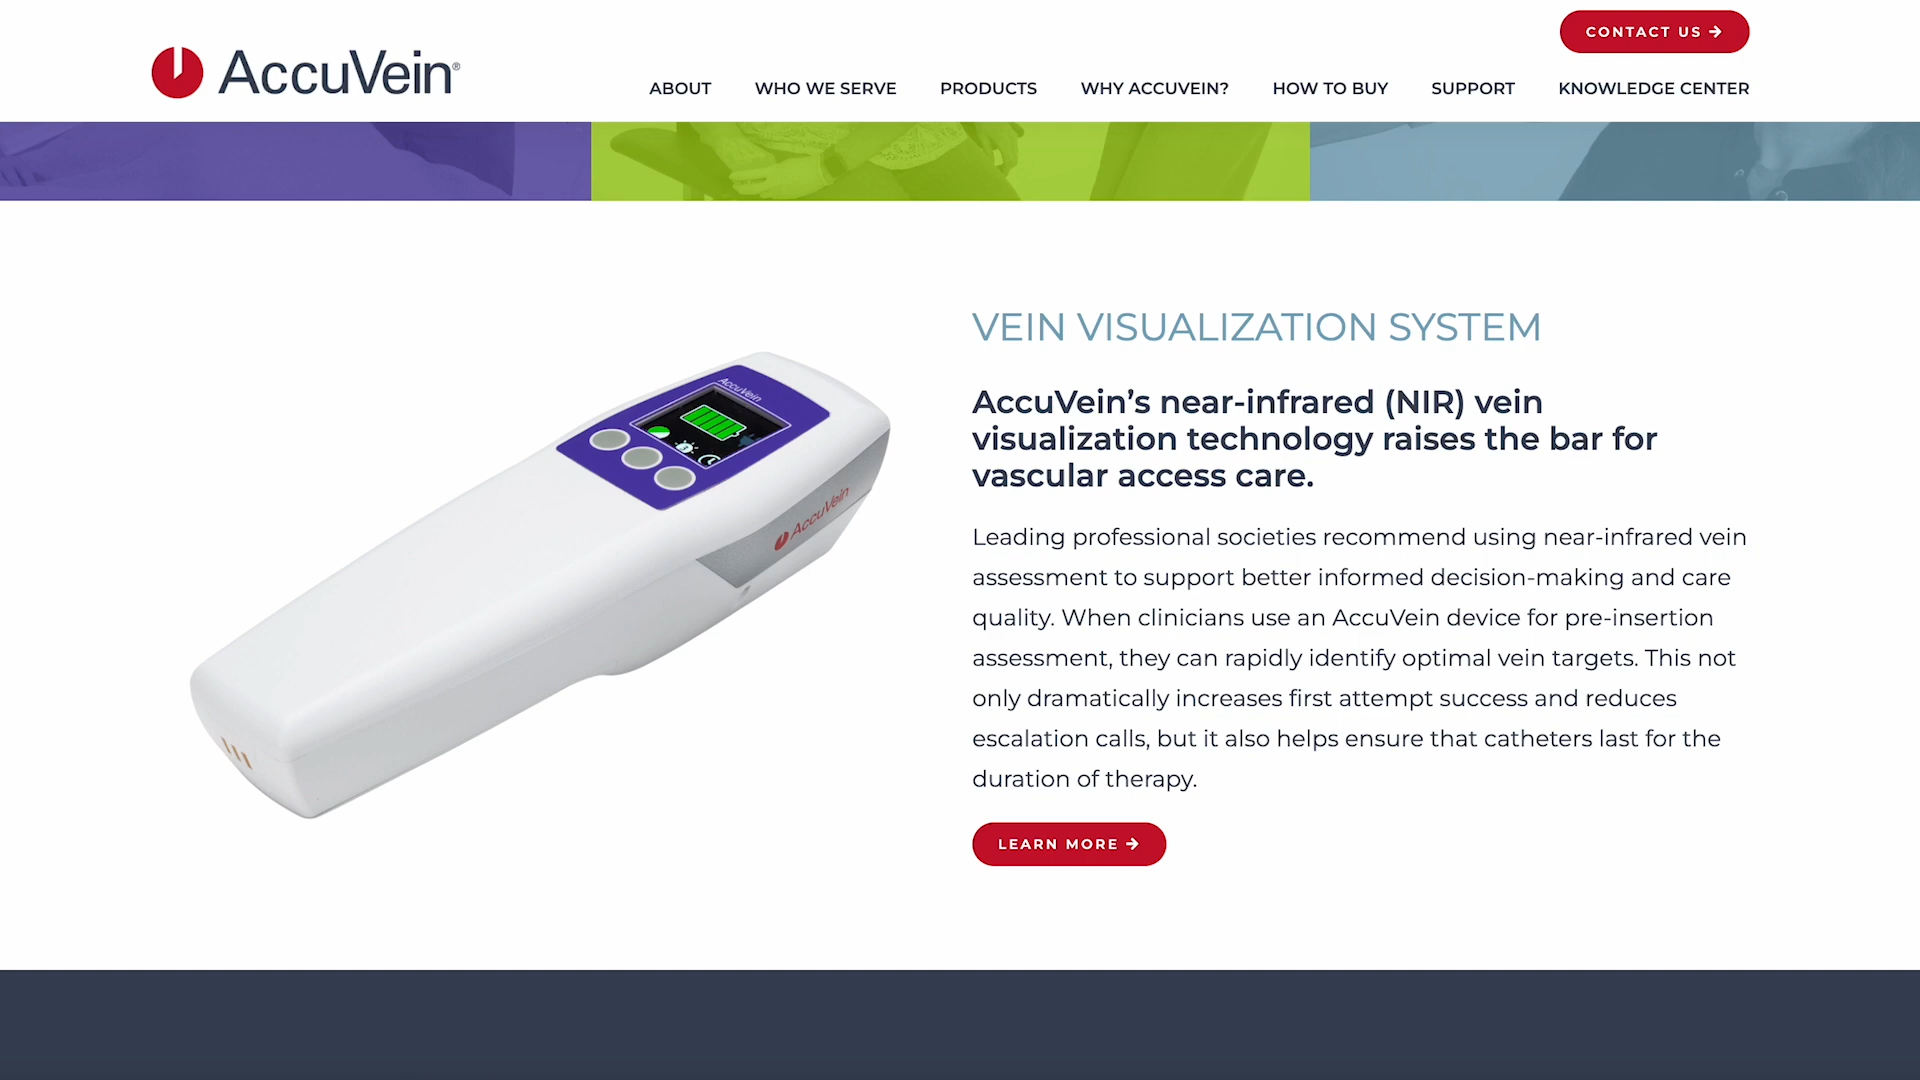 CONTACT US
AccuVein®
ABOUT WHO WE SERVE PRODUCTS WHY ACCUVEIN? HOW TO BUY SUPPORT KNOWLEDGE CENTER
VEIN VISUALIZATION SYSTEM
AccuVein’s near-infrared (NIR) vein
visualization technology raises the bar for
vascular access care.
Leading professional societies recommend using near-infrared vein
assessment to support better informed decision-making and care
quality. When clinicians use an AccuVein device for pre-insertion
assessment, they can rapidly identify optimal vein targets. This not
only dramatically increases first attempt success and reduces
escalation calls, but it also helps ensure that catheters last for the
duration of therapy.
LEARN MORE
AccuVein
AccuVein